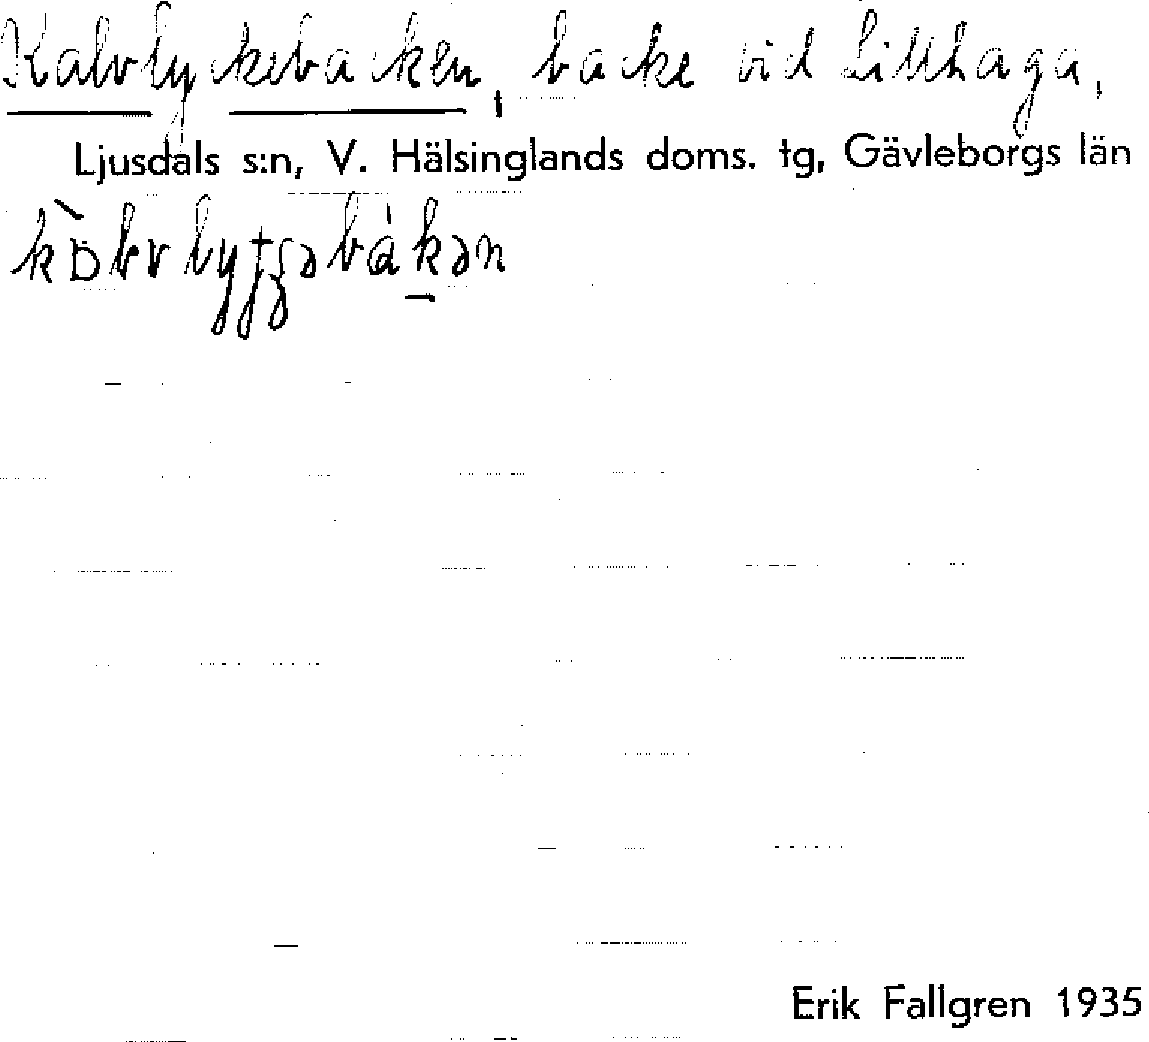 Kalvlyckebacken, backe vid Lillhaga,
Ljusdals s:n, V. Hälsinglands doms. tg, Gävleborgs län
Erik Fallgren 1935